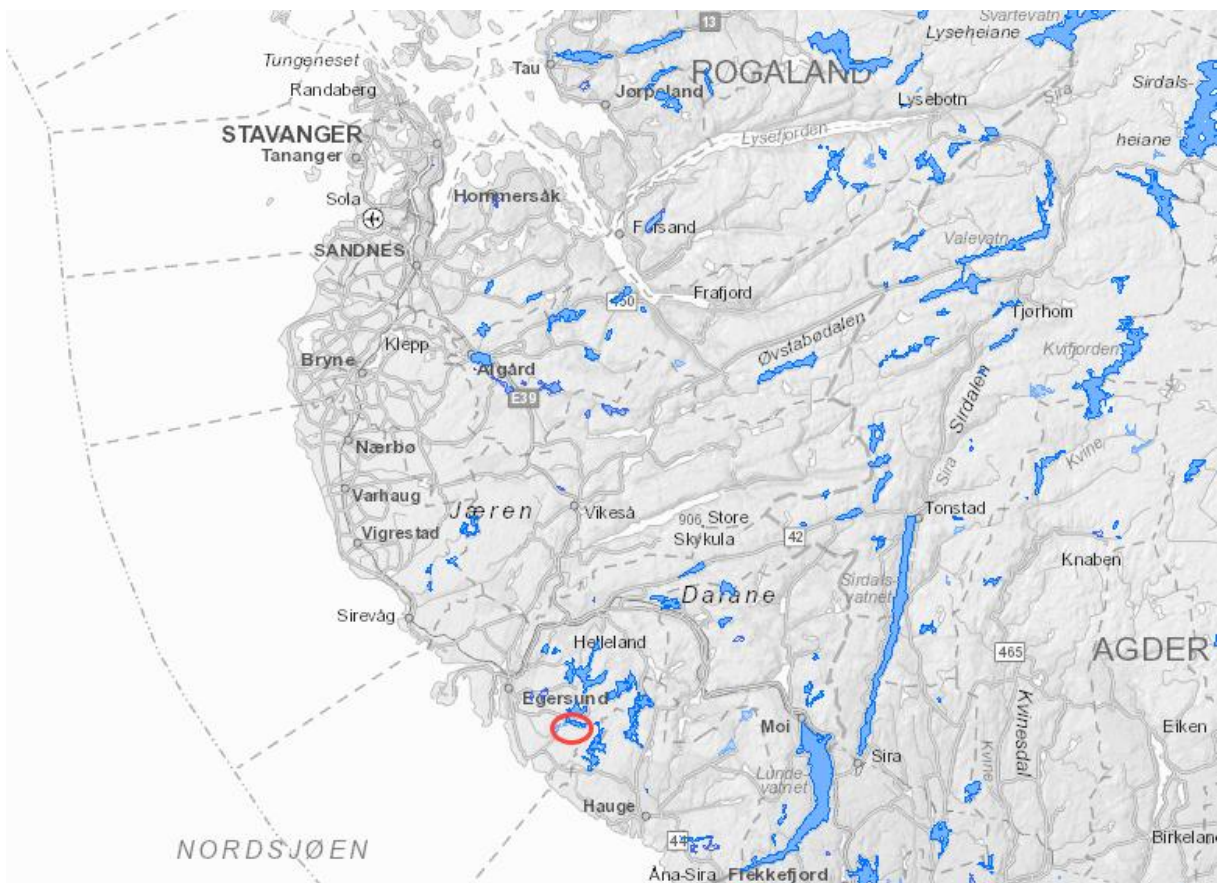 13
Svartevatn
Lyseheiane
Tungeneset
Tau
ROGALAND
Sirdals-
heiane
Randaberg
Jørpeland
Lysebotn
Sira
STAVANGER
Tananger
Lysefjorden
Sola
Hommersåk
Forsand
Valevatn
SANDNES
Frafjord
450
Tjørhom
Øvstabødalen
Klepp
Kvifjorden
Bryne
Ålgård
E39
Sirdalen
Nærbø
Kvine
Sira
Varhaug
Jæren
Vikeså
906 Store
Skykula
Tonstad
Vigrestad
42
Knaben
Sirdals-
vatnet
Dalane
Sirevåg
Helleland
465
AGDER
Egersund
Kvinesdal
Moi
Eiken
Sira
Kvine
Lunde-
vatnet
Hauge
44
Birkeland
NORDSJØEN
Åna-Sira
Flekkefjord